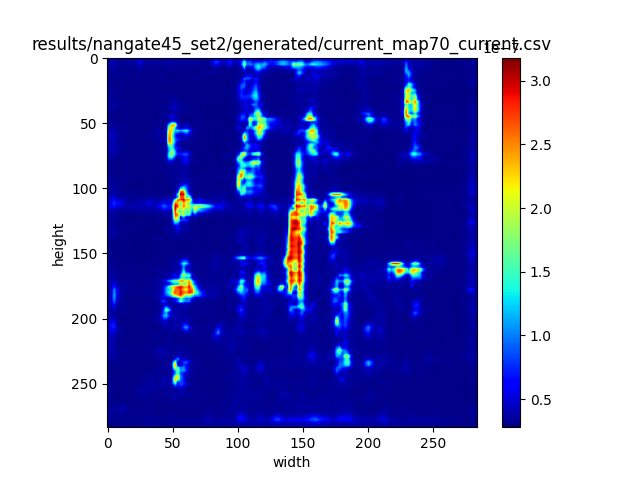 results/nangate45_set2/generated/current_map70_current.csv
1e−7
0
50
100
150
200
250
height
0 50 100 150 200 250
width
3.0
2.5
2.0
1.5
1.0
0.5